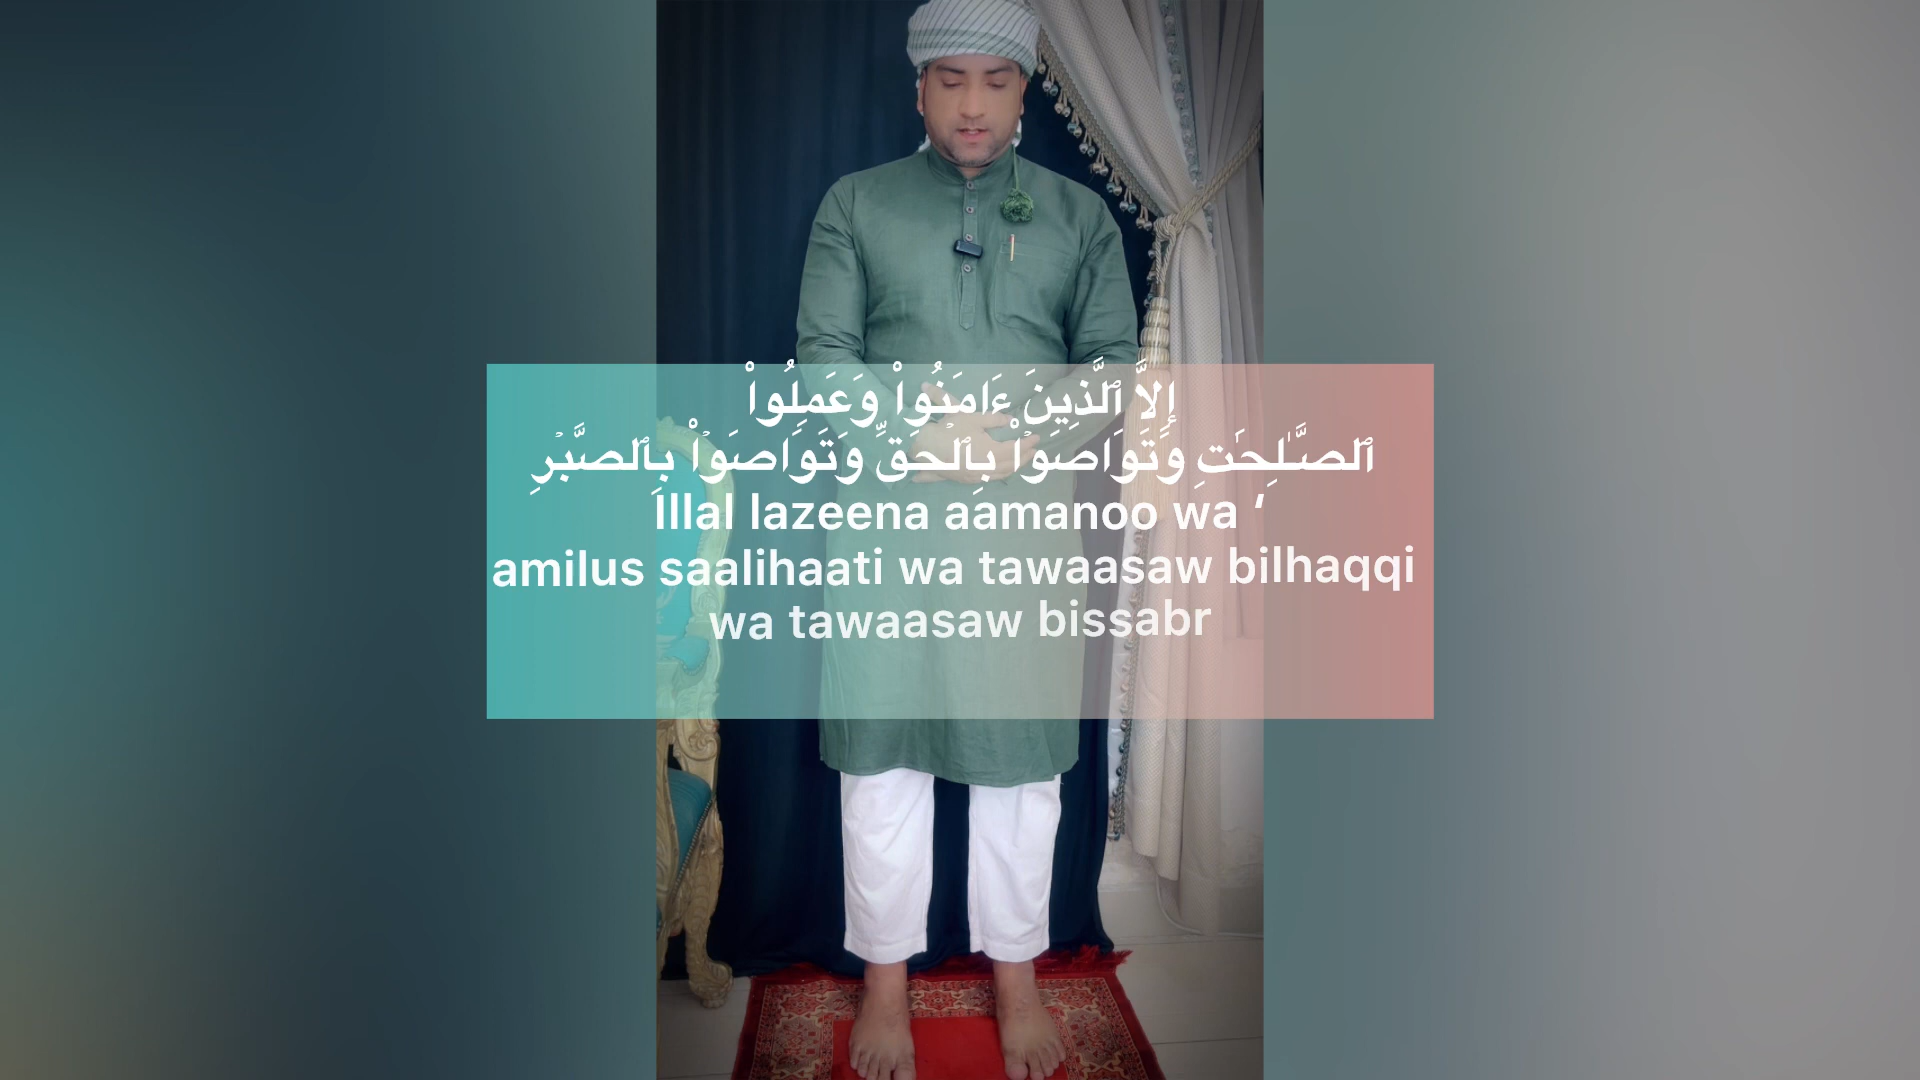 إِلَّا ٱلَّذِينَ ءَامَنُوا۟ وَعَمِلُوا۟
ٱلصَّـٰلِحَـٰتِ وَتَوَاصَوْا۟ بِٱلْحَقِّ وَتَوَاصَوْا۟ بِٱلصَّبْرِ
Illal lazeena aamanoo wa ‘
amilus saalihaati wa tawaasaw bilhaqqi
wa tawaasaw bissabr